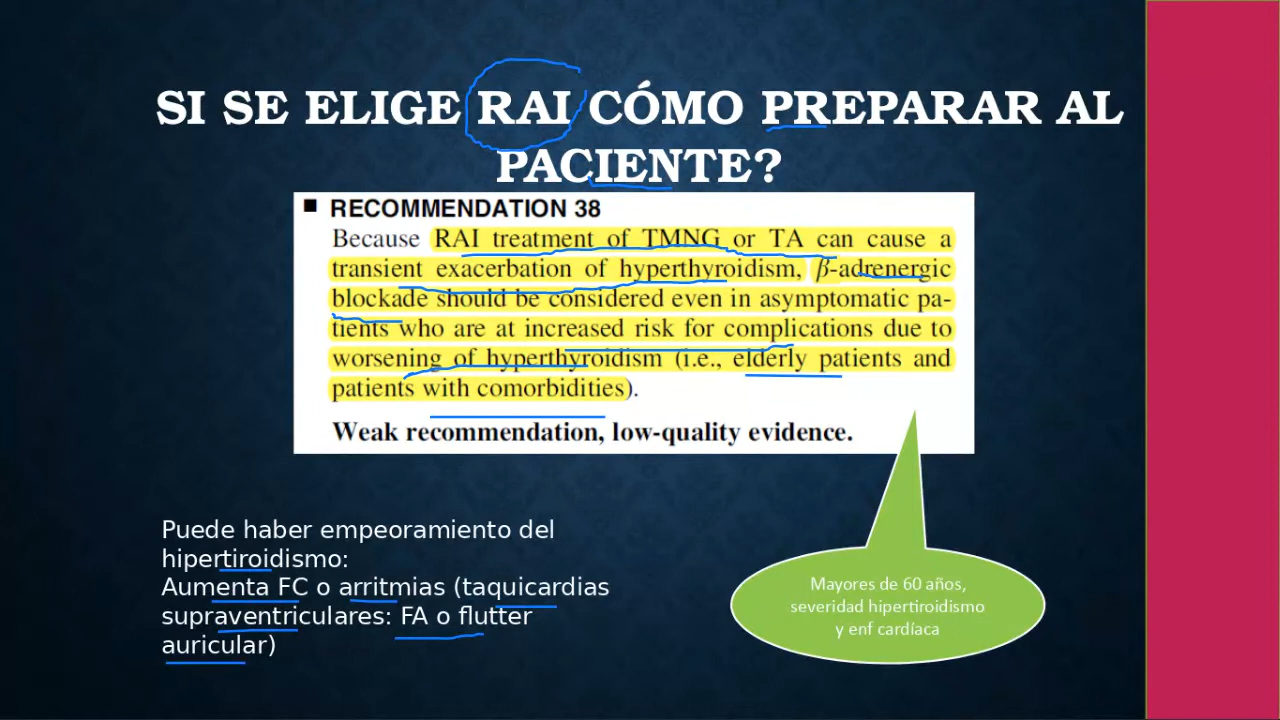 SI SE ELIGE RAI CÓMO PREPARAR AL
PACIENTE?
■ RECOMMENDATION 38
Because RAI treatment of TMNG or TA can cause a
transient exacerbation of hyperthyroidism, β-adrenergic
blockade should be considered even in asymptomatic pa-
tients who are at increased risk for complications due to
worsening of hyperthyroidism (i.e., elderly patients and
patients with comorbidities).
Weak recommendation, low-quality evidence.
Puede haber empeoramiento del
hipertiroidismo:
Aumenta FC o arritmias (taquicardias
supraventriculares: FA o flutter
auricular)
Mayores de 60 años,
severidad hipertiroidismo
y enf cardíaca